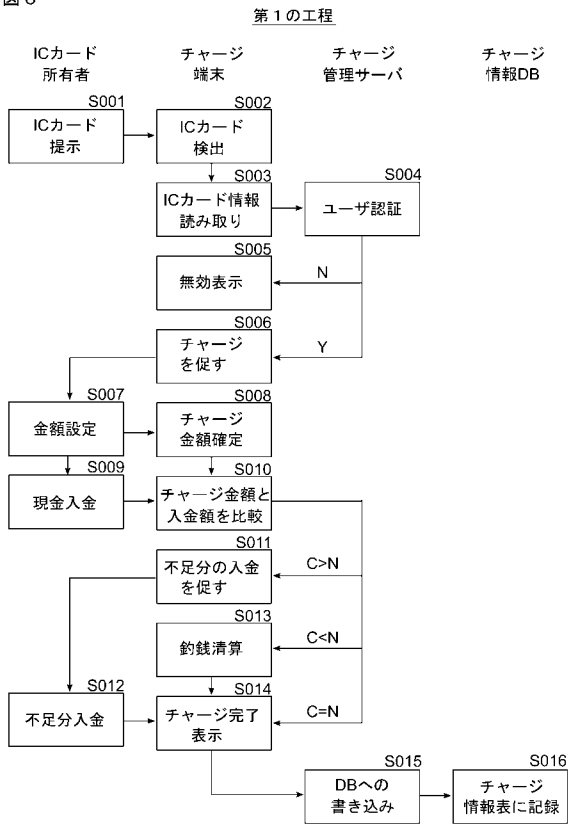 図6
第1の工程
ICカード
所有者
チャージ
端末
チャージ
管理サーバ
チャージ
情報DB
S001
ICカード
提示
S002
ICカード
検出
S003
ICカード情報
読み取り
S004
ユーザ認証
S005
無効表示
N
S006
チャージ
を促す
Y
S007
金額設定
S008
チャージ
金額確定
S009
現金入金
S010
チャージ金額と
入金額を比較
S011
不足分の入金
を促す
C>N
S013
釣銭清算
C<N
S012
不足分入金
S014
チャージ完了
表示
C=N
S015
DBへの
書き込み
S016
チャージ
情報表に記録